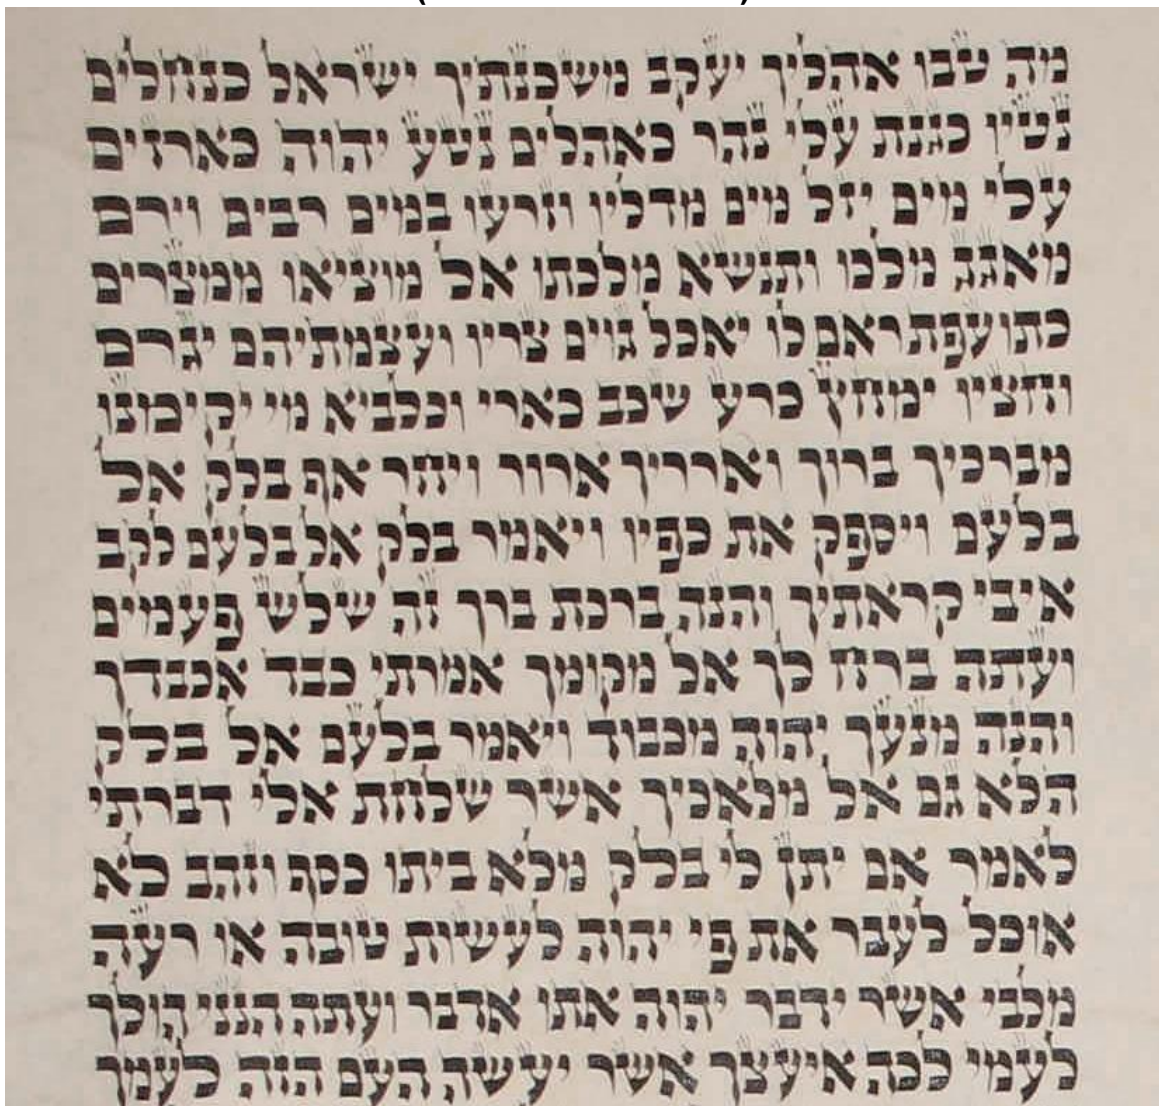 מה טבו אהליך יעקב משכנתיך ישראל כנחלים
נטיו כגנת עלי נהר כאהלים נטע יהוה כארזים
עלי מים יזל מים מדליו וזרעו במים רבים וירם
מאגג מלכו ותנשא מלכתו אל מוציאו ממצרים
כתועפת ראם לו יאכל גוים צריו ועצמתיהם יגרם
וחציו ימחץ כרע שכב כארי וכלביא מי יקימנו
מברכיך ברוך וארריך ארור ויחר אף בלק אל
בלעם ויספק את כפיו ויאמר בלק אל בלעם לקב
איבי קראתיך והנה ברכת ברך זה שלש פעמים
ועתה ברח לך אל מקומך אמרתי כבד אכבדך
והנה מנעך יהוה מכבוד ויאמר בלעם אל בלק
הלא גם אל מלאכיך אשר שלחת אלי דברתי
לאמר אם יתן לי בלק מלא ביתו כסף וזהב לא
אוכל לעבר את פי יהוה לעשות טובה או רעה
מלבי אשר ידבר יהוה אתו אדבר ועתה הנני הולך
לעמי לכה איעצך אשר יעשה העם הזה לעמך